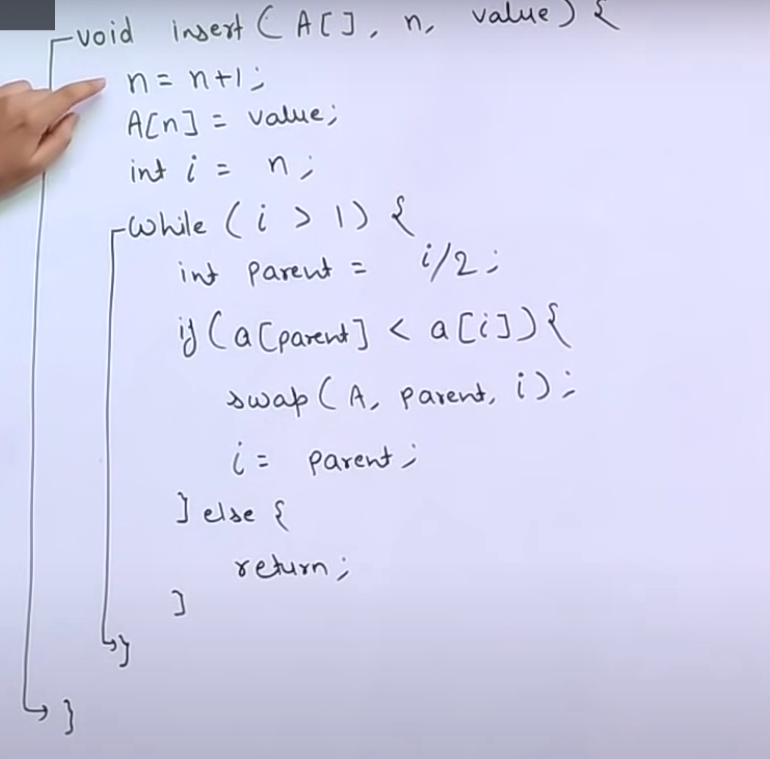 void insert ( A[], n, value) {
n = n+1;
A[n] = value;
int i = n;
while ( i > 1) {
int parent = i/2;
if (a[parent] < a[i]){
swap( A, parent, i);
i = parent;
} else {
return;
}
}
}